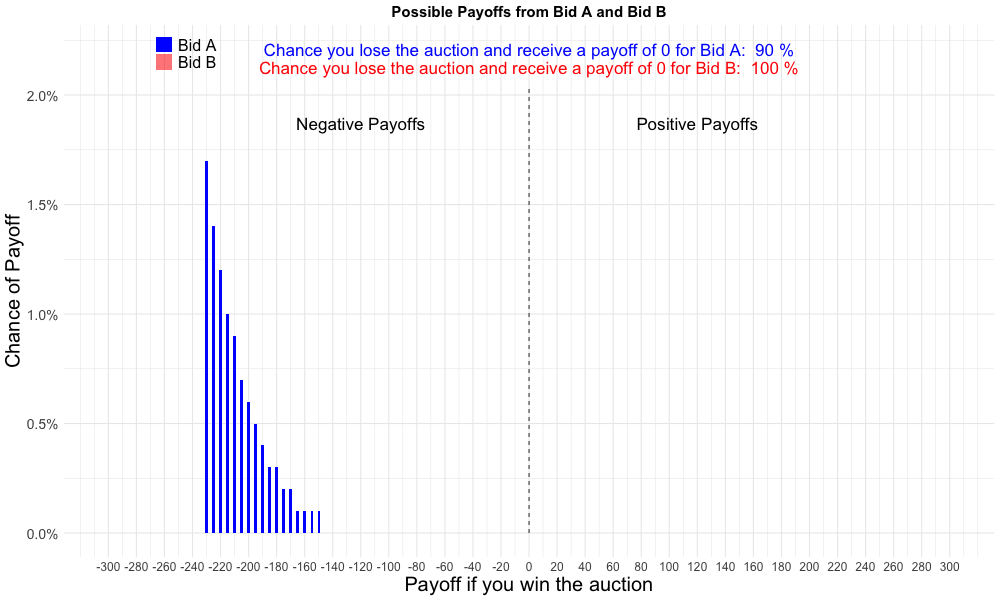 Possible Payoffs from Bid A and Bid B
Bid A
Bid B
Chance you lose the auction and receive a payoff of 0 for Bid A:  90 %
Chance you lose the auction and receive a payoff of 0 for Bid B:  100 %
Negative Payoffs
Positive Payoffs
Chance of Payoff
2.0%
1.5%
1.0%
0.5%
0.0%
-300 -280 -260 -240 -220 -200 -180 -160 -140 -120 -100 -80 -60 -40 -20 0 20 40 60 80 100 120 140 160 180 200 220 240 260 280 300
Payoff if you win the auction